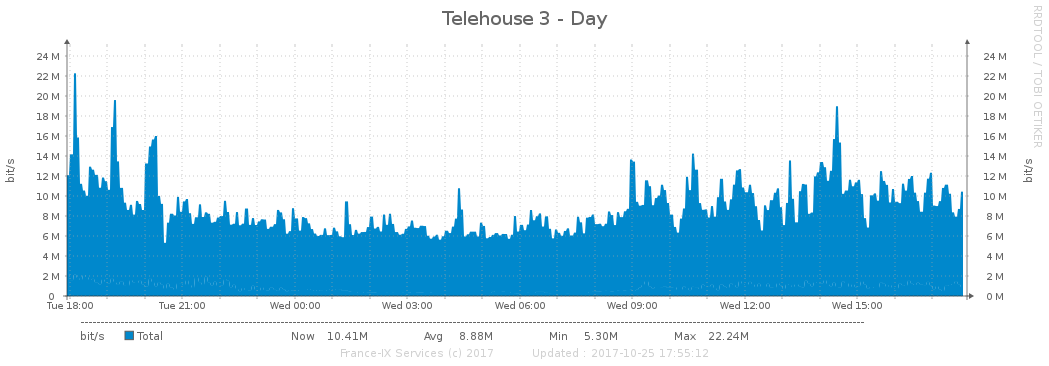 Telehouse 3 - Day
RRDTOOL / TOBI OETIKER
bit/s
24 M 24 M
22 M 22 M
20 M 20 M
18 M 18 M
16 M 16 M
14 M 14 M
12 M 12 M
10 M 10 M
8 M 8 M
6 M 6 M
4 M 4 M
2 M 2 M
0 0 M
bit/s
Tue 18:00 Tue 21:00 Wed 00:00 Wed 03:00 Wed 06:00 Wed 09:00 Wed 12:00 Wed 15:00
bit/s Total Now 10.41M Avg 8.88M Min 5.30M Max 22.24M
France-IX Services (c) 2017 Updated : 2017-10-25 17:55:12